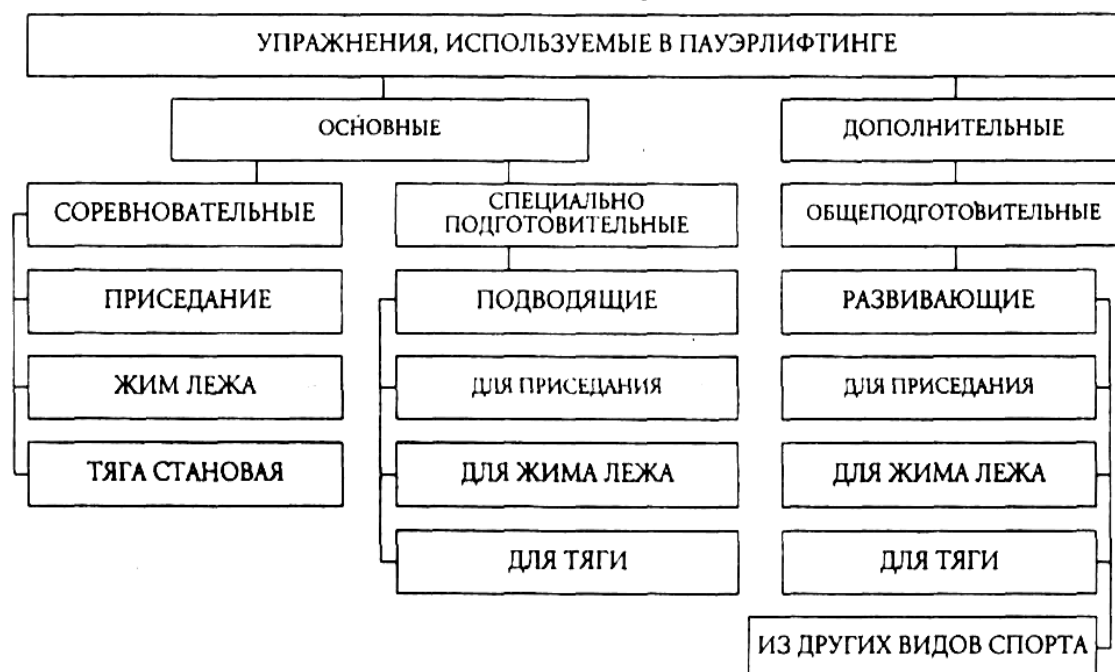 УПРАЖНЕНИЯ, ИСПОЛЬЗУЕМЫЕ В ПАУЭРЛИФТИНГЕ
ОСНОВНЫЕ
ДОПОЛНИТЕЛЬНЫЕ
СОРЕВНОВАТЕЛЬНЫЕ
СПЕЦИАЛЬНО
ПОДГОТОВИТЕЛЬНЫЕ
ОБЩЕПОДГОТОВИТЕЛЬНЫЕ
ПРИСЕДАНИЕ
ПОДВОДЯЩИЕ
РАЗВИВАЮЩИЕ
ЖИМ ЛЕЖА
ДЛЯ ПРИСЕДАНИЯ
ДЛЯ ПРИСЕДАНИЯ
ТЯГА СТАНОВАЯ
ДЛЯ ЖИМА ЛЕЖА
ДЛЯ ЖИМА ЛЕЖА
ДЛЯ ТЯГИ
ДЛЯ ТЯГИ
ИЗ ДРУГИХ ВИДОВ СПОРТА